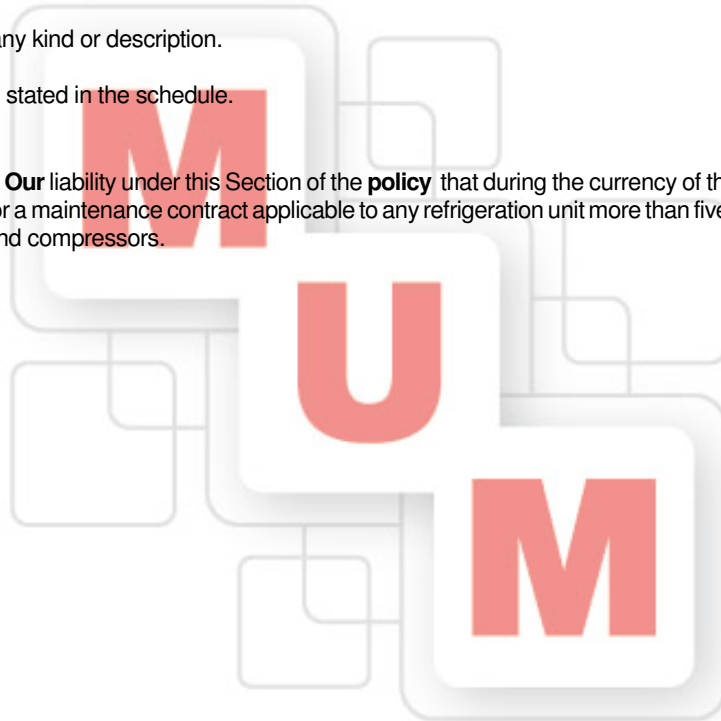 any kind or description.
stated in the schedule.
Our liability under this Section of the policy that during the currency of th
or a maintenance contract applicable to any refrigeration unit more than five
nd compressors.
M
U
M